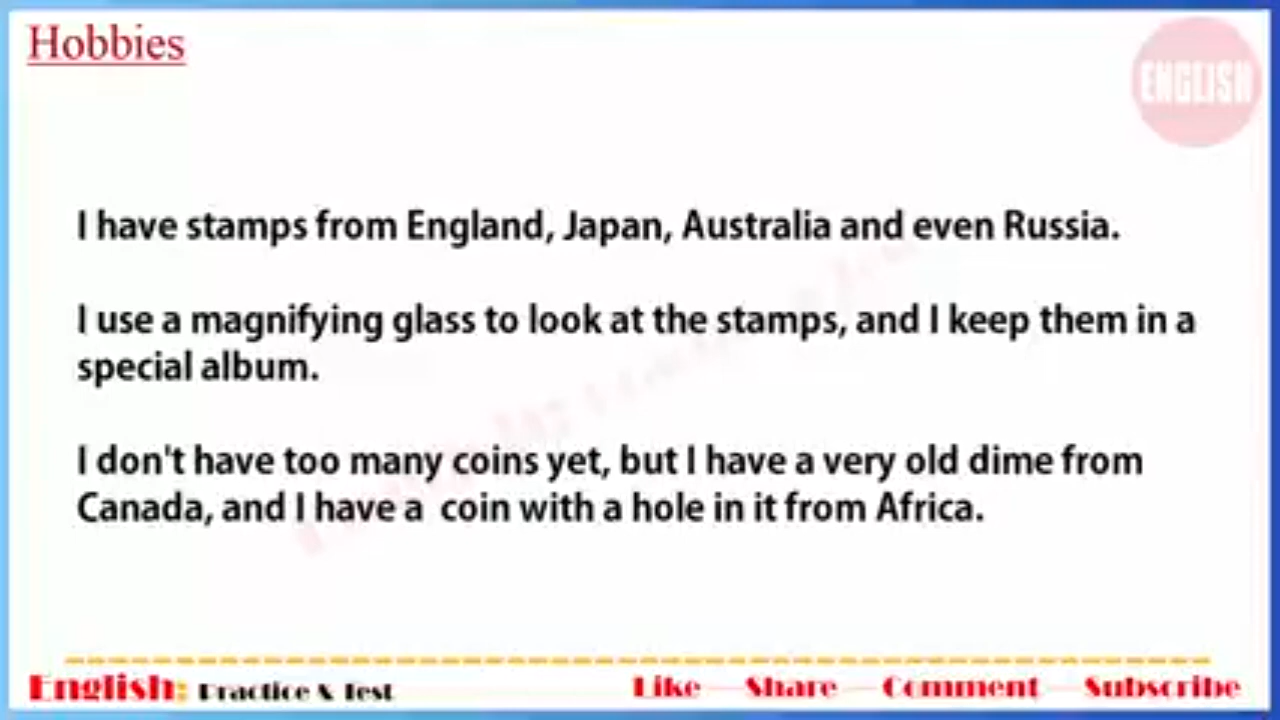 Hobbies
ENGLISH
I have stamps from England, Japan, Australia and even Russia.
I use a magnifying glass to look at the stamps, and I keep them in a
special album.
I don't have too many coins yet, but I have a very old dime from
Canada, and I have a  coin with a hole in it from Africa.
English: Practice & Test
Like — Share — Comment — Subscribe